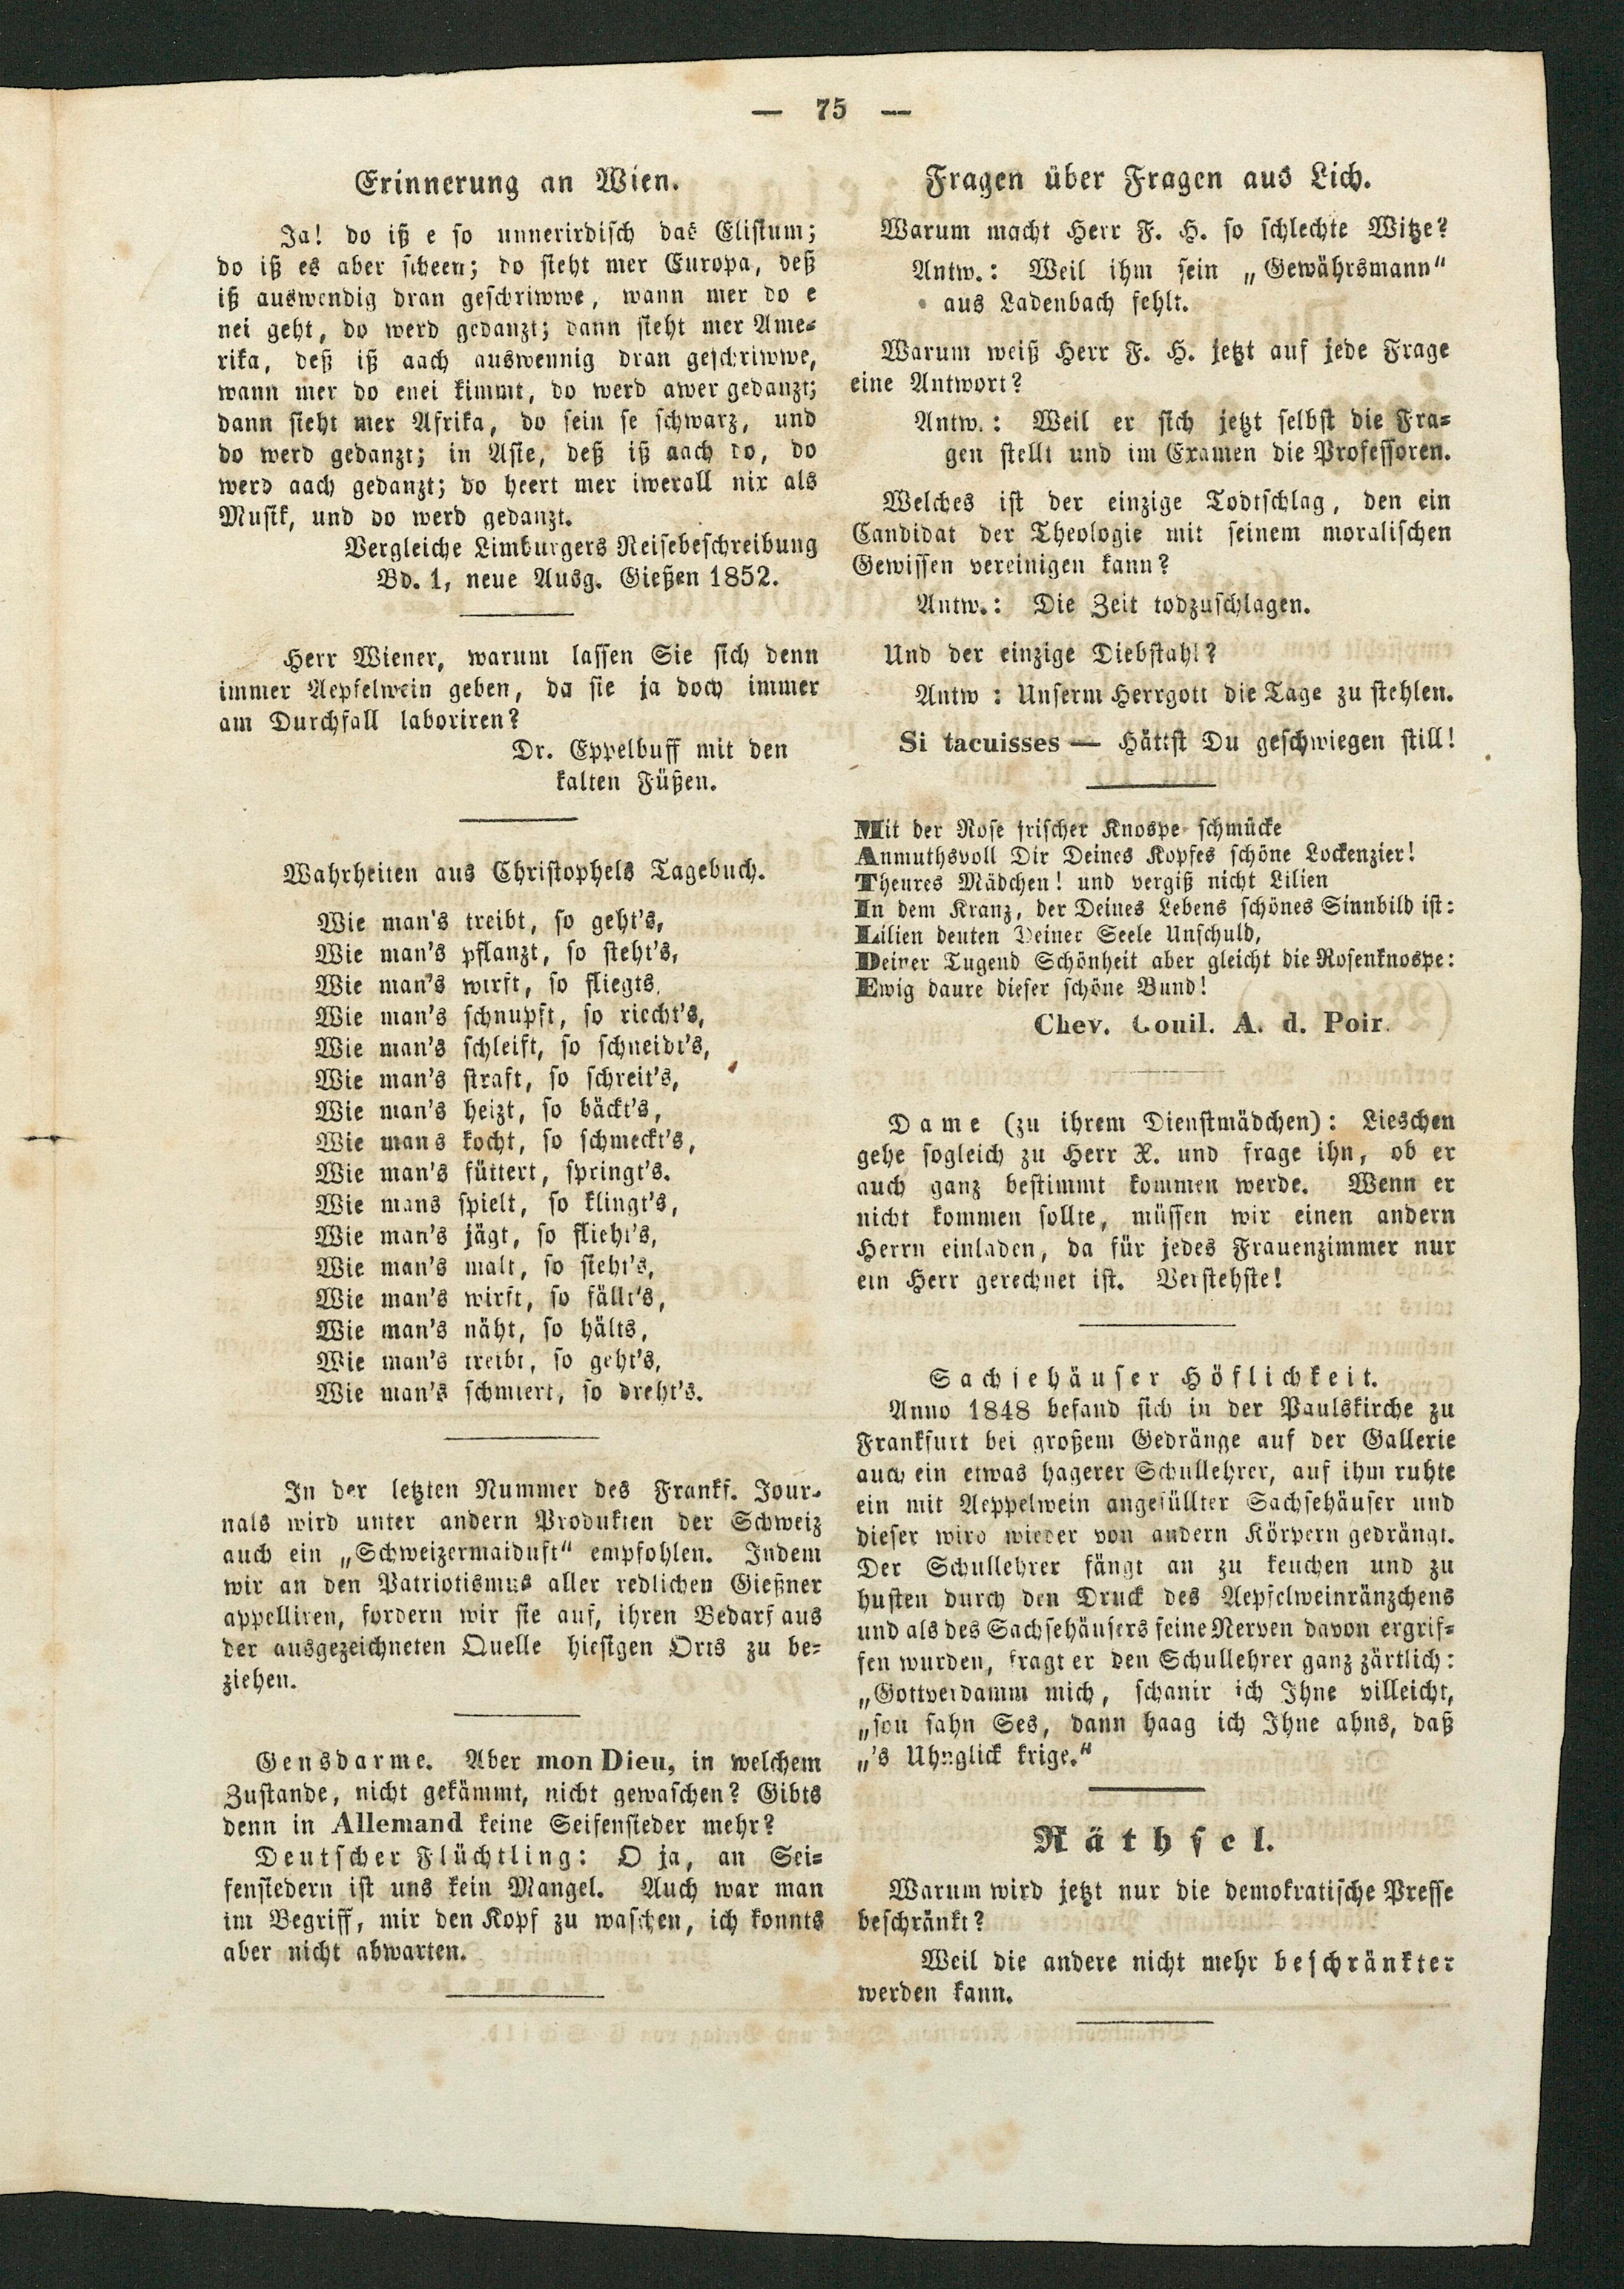 — 75 —
Erinnerung an Wien.
Ja! do iß e so unnerirdisch das Elisium;
do iß es aber scheen; do sieht mer Europa, deß
iß auswendig dran geschriwwe, wann mer do e
nei geht, do werd gedanzt; dann sieht mer Ame-
rika, deß iß aach auswennig dran geschriwwe,
wann mer do enei kimmt, do werd awer gedanzt;
dann sieht mer Afrika, do sein se schwarz, und
do werd gedanzt; in Asie, deß iß aach do, do
werd aach gedanzt; do heert mer iwerall nix als
Musik, und do werd gedanzt.
Vergleiche Limburgers Reisebeschreibung
Bd. 1, neue Ausg. Gießen 1852.
Herr Wiener, warum lassen Sie sich denn
immer Aepfelwein geben, da sie ja doch immer
am Durchfall laboriren?
Dr. Eppelbuff mit den
kalten Füßen.
Wahrheiten aus Christophels Tagebuch.
Wie man's treibt, so geht's,
Wie man's pflanzt, so steht's,
Wie man's wirft, so fliegts,
Wie man's schnupft, so riecht's,
Wie man's schleift, so schneidt's,
Wie man's straft, so schreit's,
Wie man's heizt, so bäckt's,
Wie mans kocht, so schmeckt's,
Wie man's füttert, springt's.
Wie mans spielt, so klingt's,
Wie man's jägt, so flieht's,
Wie man's malt, so sieht's,
Wie man's wirft, so fällt's,
Wie man's näht, so hälts,
Wie man's treibt, so geht's,
Wie man's schmiert, so dreht's.
In der letzten Nummer des Frankf. Jour-
nals wird unter andern Produkten der Schweiz
auch ein „Schweizermaiduft“ empfohlen. Indem
wir an den Patriotismus aller redlichen Gießner
appelliren, fordern wir sie auf, ihren Bedarf aus
der ausgezeichneten Quelle hiesigen Orts zu be-
ziehen.
Gensdarme. Aber mon Dieu, in welchem
Zustande, nicht gekämmt, nicht gewaschen? Gibts
denn in Allemand keine Seifensieder mehr?
Deutscher Flüchtling: O ja, an Sei-
fensiedern ist uns kein Mangel. Auch war man
im Begriff, mir den Kopf zu waschen, ich konnts
aber nicht abwarten.
Fragen über Fragen aus Lich.
Warum macht Herr F. H. so schlechte Witze?
Antw.: Weil ihm sein „Gewährsmann“
aus Ladenbach fehlt.
Warum weiß Herr F. H. jetzt auf jede Frage
eine Antwort?
Antw.: Weil er sich jetzt selbst die Fra-
gen stellt und im Examen die Professoren.
Welches ist der einzige Todtschlag, den ein
Candidat der Theologie mit seinem moralischen
Gewissen vereinigen kann?
Antw.: Die Zeit todzuschlagen.
Und der einzige Diebstahl?
Antw : Unserm Herrgott die Tage zu stehlen.
Si tacuisses — Hättst Du geschwiegen still!
Mit der Rose frischer Knospe schmücke
Anmuthsvoll Dir Deines Kopfes schöne Lockenzier!
Theures Mädchen! und vergiß nicht Lilien
In dem Kranz, der Deines Lebens schönes Sinnbild ist:
Lilien deuten Deiner Seele Unschuld,
Deiner Tugend Schönheit aber gleicht die Rosenknospe:
Ewig daure dieser schöne Bund!
Chev. Gouil. A. d. Poir.
Dame (zu ihrem Dienstmädchen): Lieschen
gehe sogleich zu Herr X. und frage ihn, ob er
auch ganz bestimmt kommen werde. Wenn er
nicht kommen sollte, müssen wir einen andern
Herrn einladen, da für jedes Frauenzimmer nur
ein Herr gerechnet ist. Verstehste!
Sachsehäuser Höflichkeit.
Anno 1848 befand sich in der Paulskirche zu
Frankfurt bei großem Gedränge auf der Gallerie
auch ein etwas hagerer Schullehrer, auf ihm ruhte
ein mit Aeppelwein angefüllter Sachsehäuser und
dieser wird wieder von andern Körpern gedrängt.
Der Schullehrer fängt an zu keuchen und zu
husten durch den Druck des Aepfelweinränzchens
und als des Sachsehäusers feine Nerven davon ergrif-
fen wurden, fragt er den Schullehrer ganz zärtlich:
„Gottverdamm mich, schanir ich Ihne villeicht,
„sou sahn Ses, dann haag ich Ihne ahns, daß
„'s Uhnglick krige.“
Räthsel.
Warum wird jetzt nur die demokratische Presse
beschränkt?
Weil die andere nicht mehr beschränkter
werden kann.